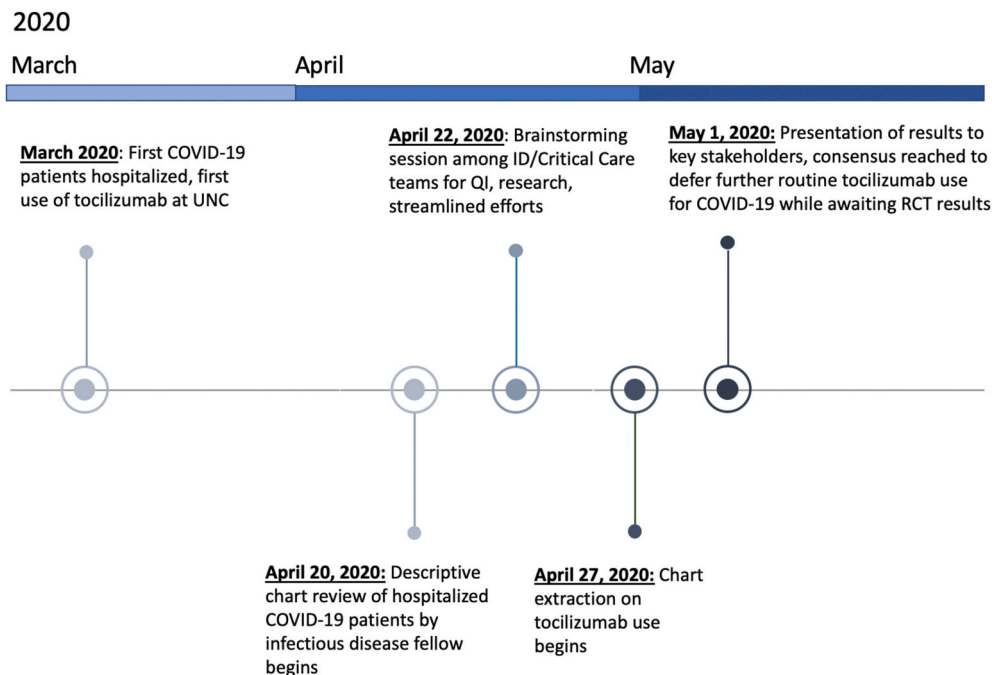 2020
March
April
May
March 2020: First COVID-19
patients hospitalized, first
use of tocilizumab at UNC
April 22, 2020: Brainstorming
session among ID/Critical Care
teams for QI, research,
streamlined efforts
May 1, 2020: Presentation of results to
key stakeholders, consensus reached to
defer further routine tocilizumab use
for COVID-19 while awaiting RCT results
April 20, 2020: Descriptive
chart review of hospitalized
COVID-19 patients by
infectious disease fellow
begins
April 27, 2020: Chart
extraction on
tocilizumab use
begins